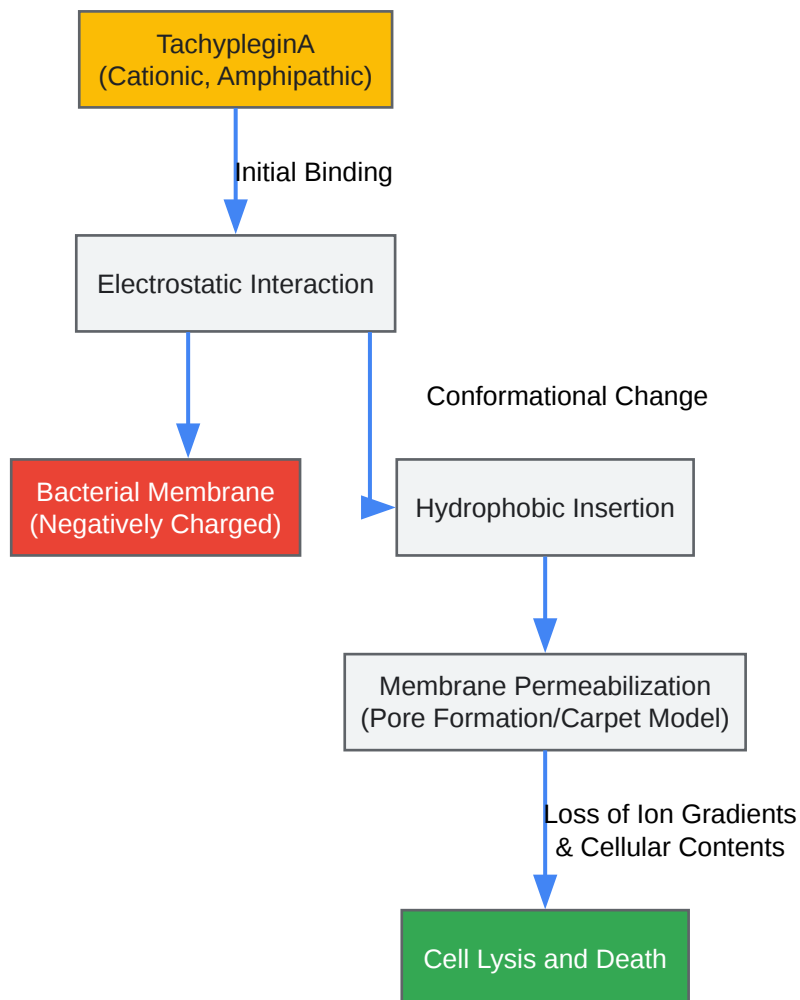 TachypleginA
(Cationic, Amphipathic)
Initial Binding
Electrostatic Interaction
Conformational Change
Bacterial Membrane
(Negatively Charged)
Hydrophobic Insertion
Membrane Permeabilization
(Pore Formation/Carpet Model)
Loss of Ion Gradients
& Cellular Contents
Cell Lysis and Death